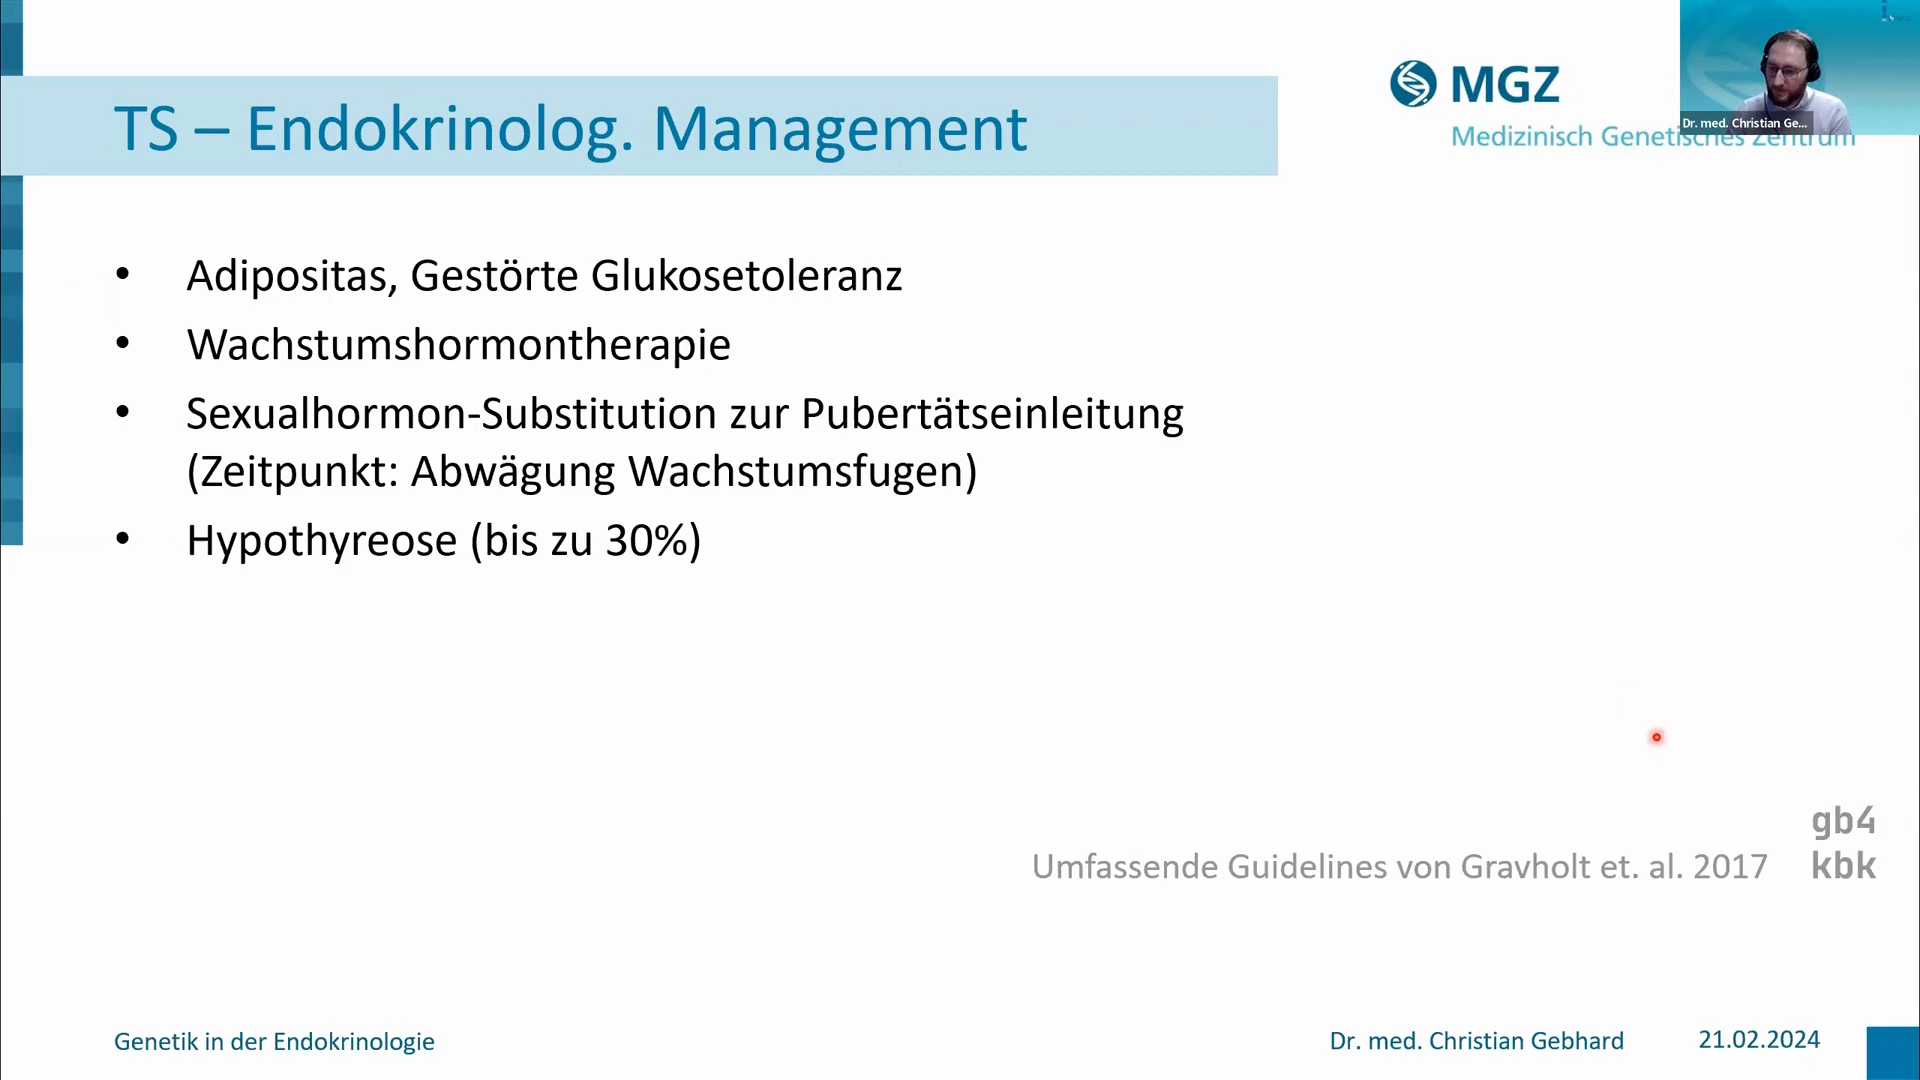 TS – Endokrinolog. Management
MGZ
Medizinisch Genetisches Zentrum
Dr. med. Christian Ge...
• Adipositas, Gestörte Glukosetoleranz
• Wachstumshormontherapie
• Sexualhormon-Substitution zur Pubertätseinleitung
(Zeitpunkt: Abwägung Wachstumsfugen)
• Hypothyreose (bis zu 30%)
gb4
Umfassende Guidelines von Gravholt et. al. 2017 kbk
Genetik in der Endokrinologie
Dr. med. Christian Gebhard
21.02.2024